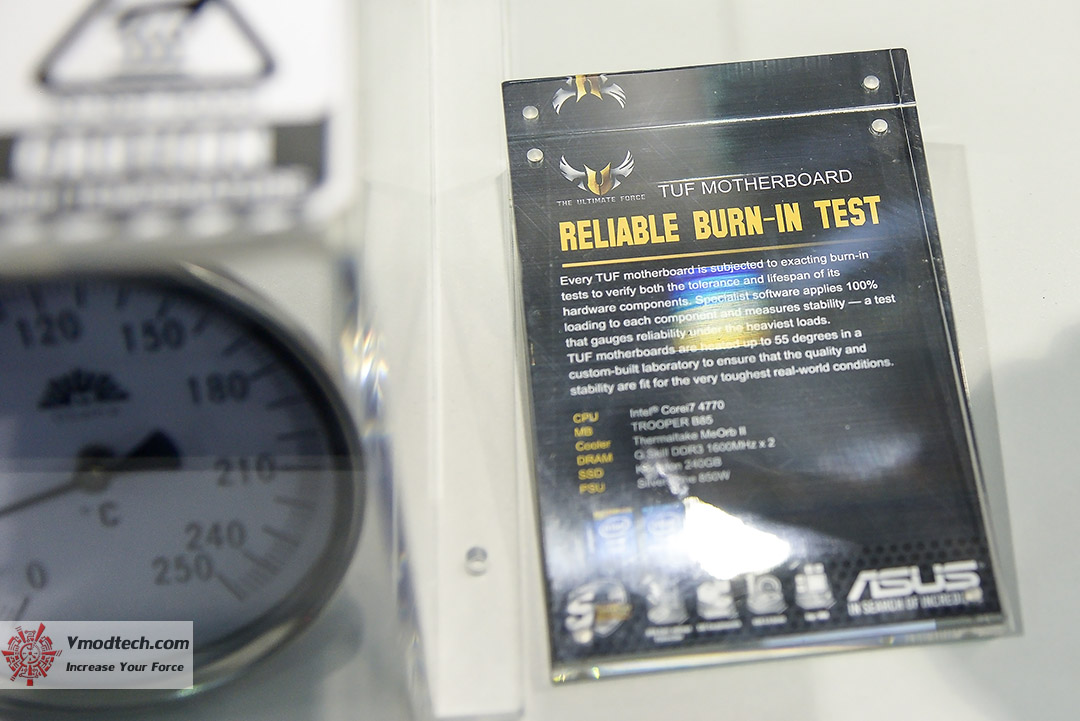 TUF MOTHERBOARD
THE ULTIMATE FORCE
RELIABLE BURN-IN TEST
Every TUF motherboard is subjected to exacting burn-in
tests to verify both the tolerance and lifespan of its
hardware components. Specialist software applies 100%
loading to each component and measures stability — a test
that gauges reliability under the heaviest loads.
TUF motherboards are heated up to 55 degrees in a
custom-built laboratory to ensure that the quality and
stability are fit for the very toughest real-world conditions.
CPU Intel® Corei7 4770
MB TROOPER B85
Cooler Thermaltake MeOrb II
DRAM G.Skill DDR3 1600MHz x 2
SSD 240GB
PSU 850W
ASUS
IN SEARCH OF INCREDIBLE
120
150
180
210
°C
240
250
0
Vmodtech.com
Increase Your Force